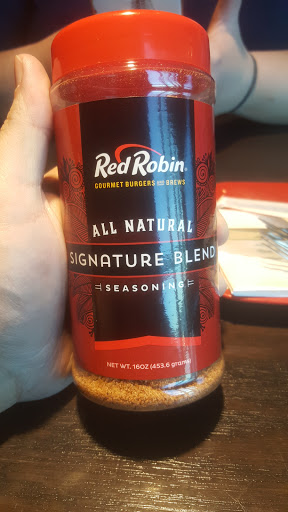 Red Robin®
GOURMET BURGERS AND BREWS
ALL NATURAL
SIGNATURE BLEND
SEASONING
NET WT. 16OZ (453.6 grams)